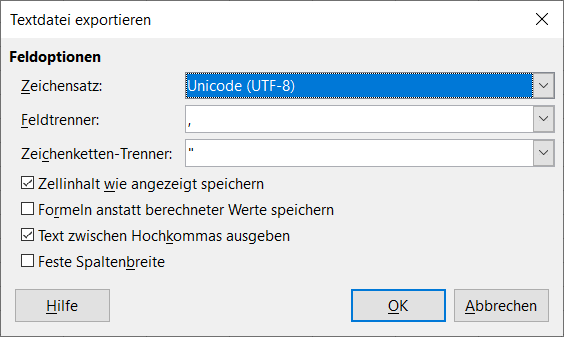 Textdatei exportieren
Feldoptionen
Zeichensatz: Unicode (UTF-8)
Feldtrenner: ,
Zeichenketten-Trenner: "
Zellinhalt wie angezeigt speichern
Formeln anstatt berechneter Werte speichern
Text zwischen Hochkommas ausgeben
Feste Spaltenbreite
Hilfe OK Abbrechen